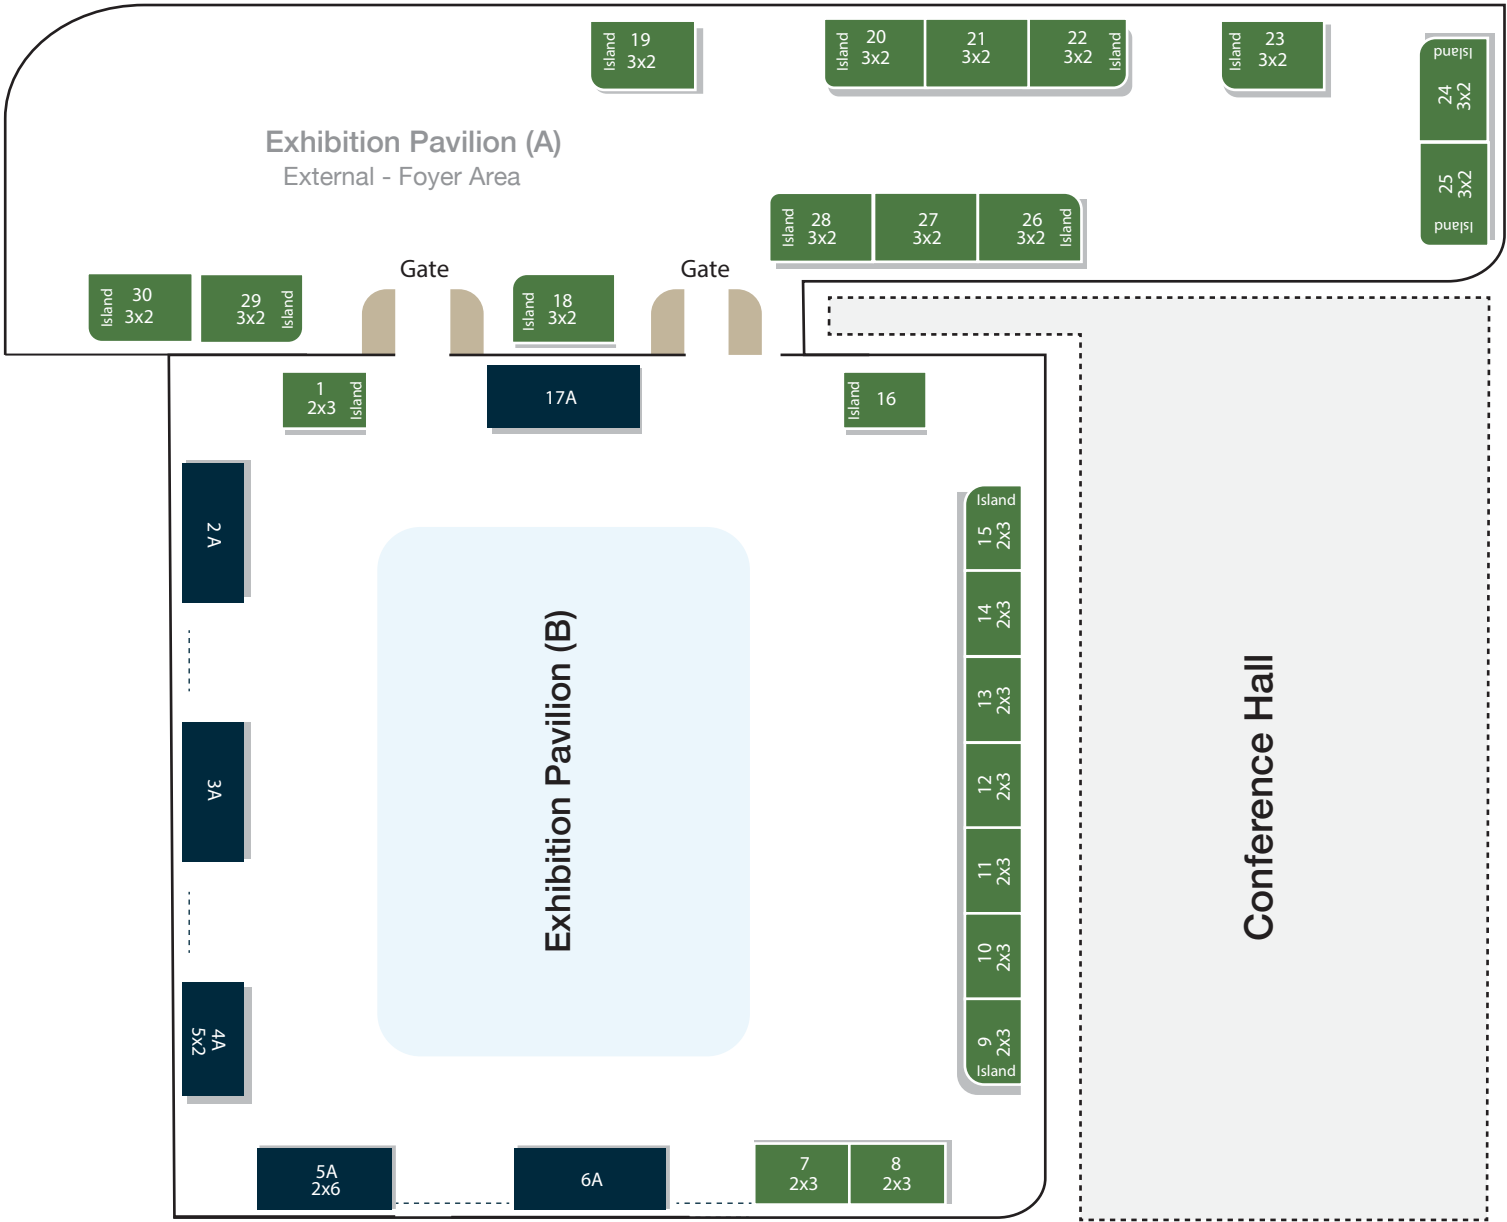 Island
19
3x2
Island
20
3x2
21
3x2
22
3x2
Island
Island
23
3x2
Island
24
3x2
25
3x2
Island
Exhibition Pavilion (A)
External - Foyer Area
Island
28
3x2
27
3x2
26
3x2
Island
Gate
Gate
Island
30
3x2
29
3x2
Island
Island
18
3x2
1
2x3
Island
17A
Island
16
2 A
3A
4A
5x2
Exhibition Pavilion (B)
Island
15
2x3
14
2x3
13
2x3
12
2x3
11
2x3
10
2x3
9
2x3
Island
Conference Hall
5A
2x6
6A
7
2x3
8
2x3